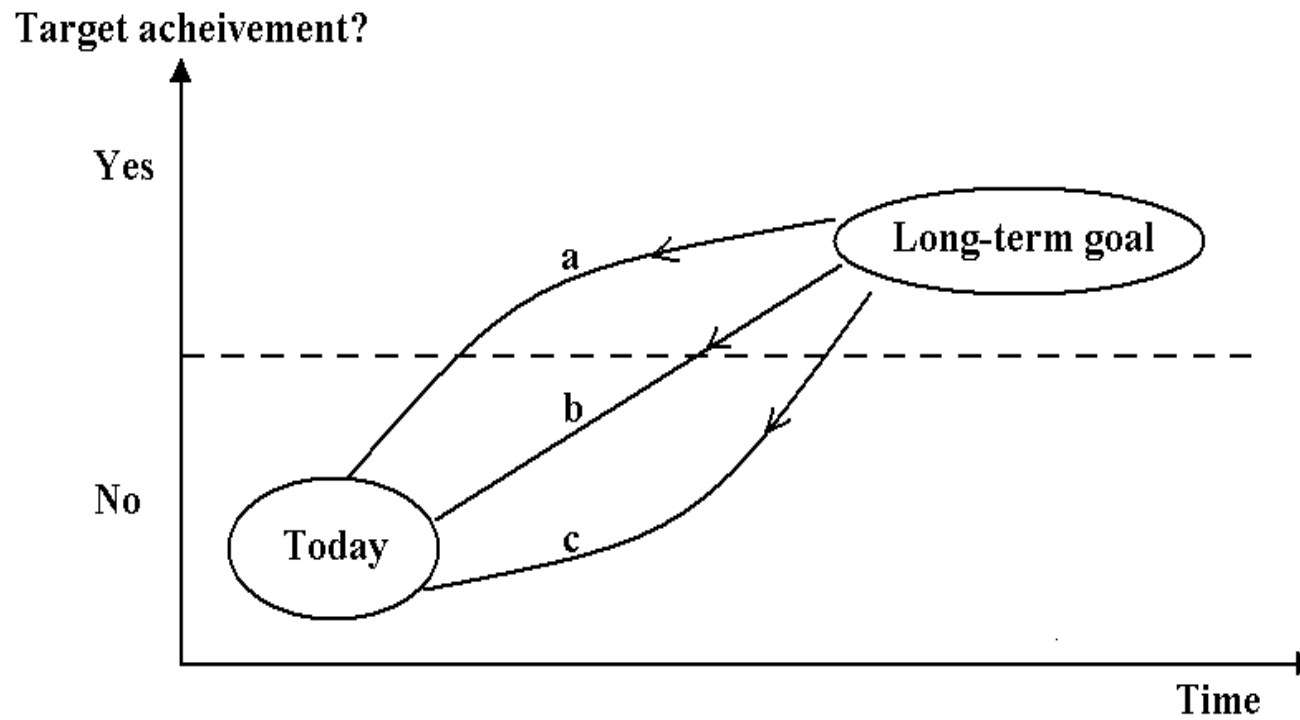 Target acheivement?
Yes
Long-term goal
a
b
No
Today
c
Time